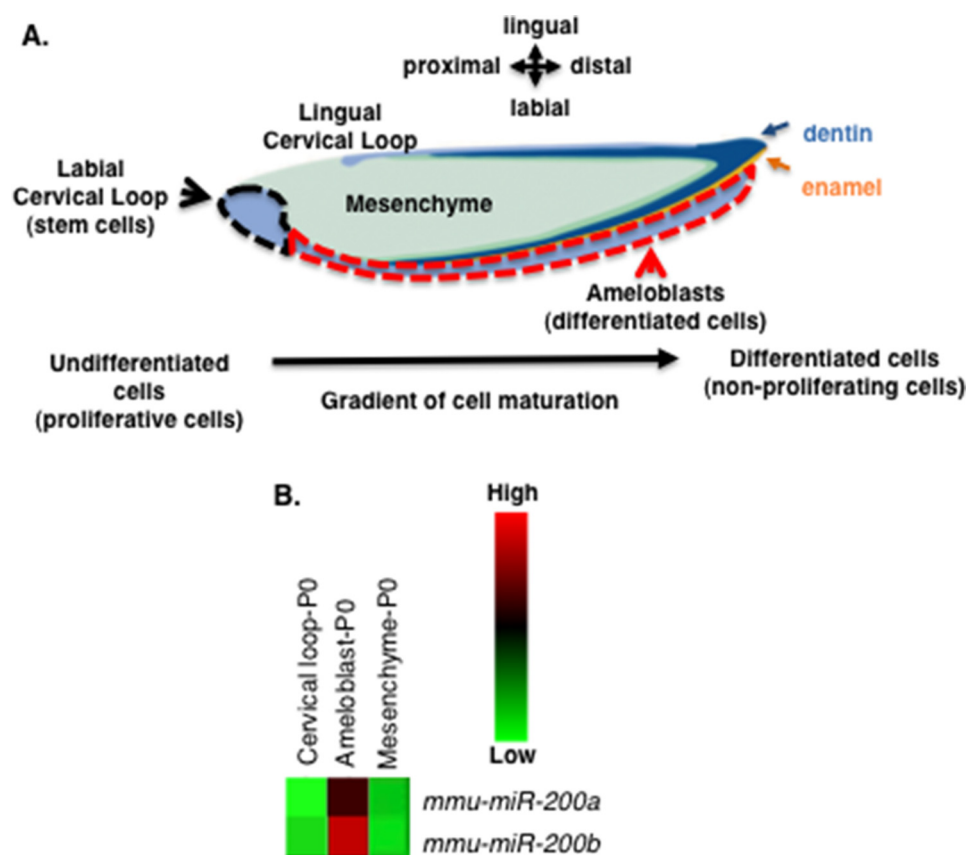 A.
lingual
proximal distal
labial
Lingual
Cervical Loop
dentin
enamel
Labial
Cervical Loop
(stem cells)
Mesenchyme
Ameloblasts
(differentiated cells)
Undifferentiated
cells
(proliferative cells)
Gradient of cell maturation
Differentiated cells
(non-proliferating cells)
B.
High
Low
Cervical loop-P0
Ameloblast-P0
Mesenchyme-P0
mmu-miR-200a
mmu-miR-200b